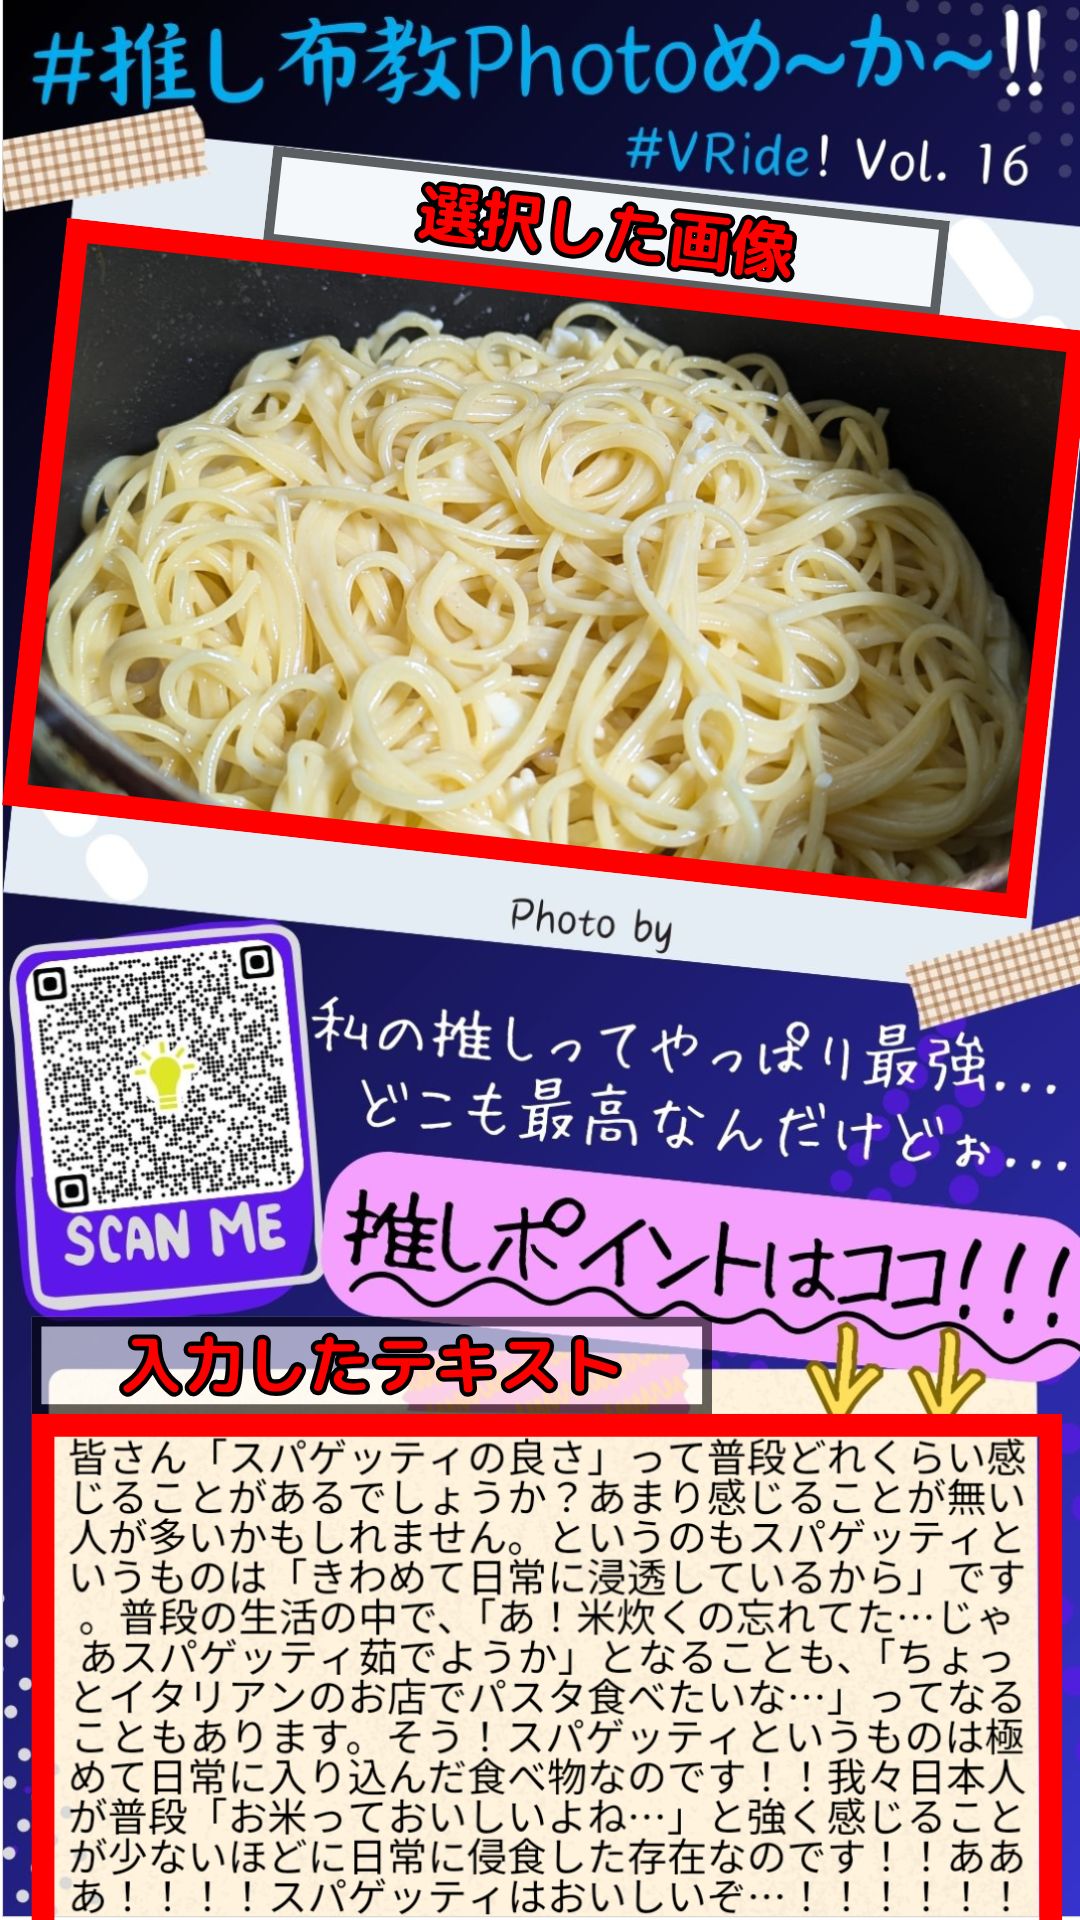 #推し布教Photoめ~か~!!
#VRide! Vol. 16
選択した画像
Photo by
私の推しってやっぱり最強...
どこも最高なんだけどぉ...
SCAN ME
推しポイントはココ!!!
入力したテキスト
皆さん「スパゲッティの良さ」って普段どれくらい感
じることがあるでしょうか？あまり感じることが無い
人が多いかもしれません。というのもスパゲッティと
いうものは「きわめて日常に浸透しているから」です
。普段の生活の中で、「あ！米炊くの忘れてた…じゃ
あスパゲッティ茹でようか」となることも、「ちょっ
とイタリアンのお店でパスタ食べたいな…」ってなる
こともあります。そう！スパゲッティというものは極
めて日常に入り込んだ食べ物なのです！！我々日本人
が普段「お米っておいしいよね…」と強く感じること
が少ないほどに日常に侵食した存在なのです！！ああ
あ！！！！スパゲッティはおいしいぞ…！！！！！！